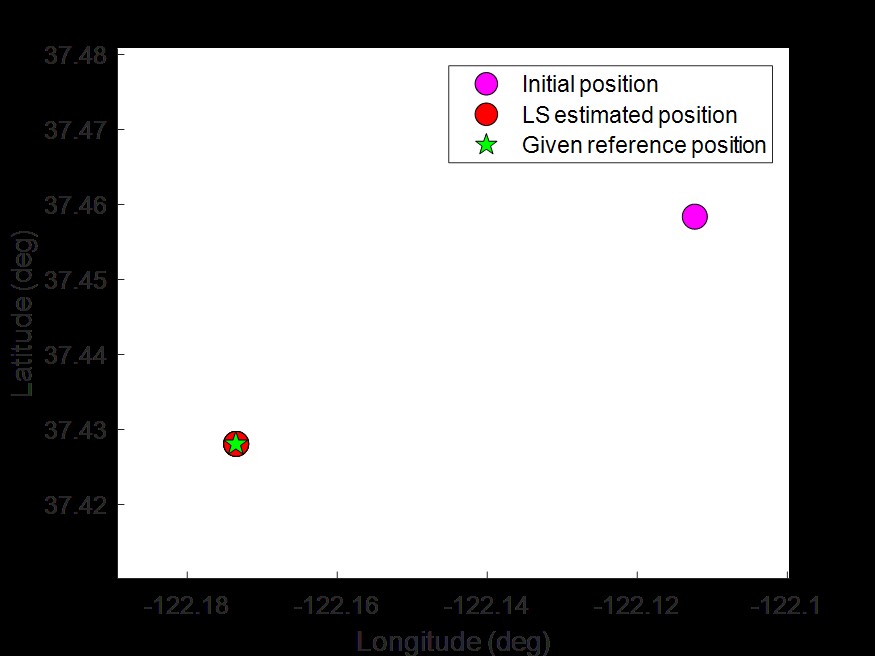 Initial position
LS estimated position
Given reference position
37.48
37.47
37.46
37.45
37.44
37.43
37.42
Latitude (deg)
-122.18 -122.16 -122.14 -122.12 -122.1
Longitude (deg)